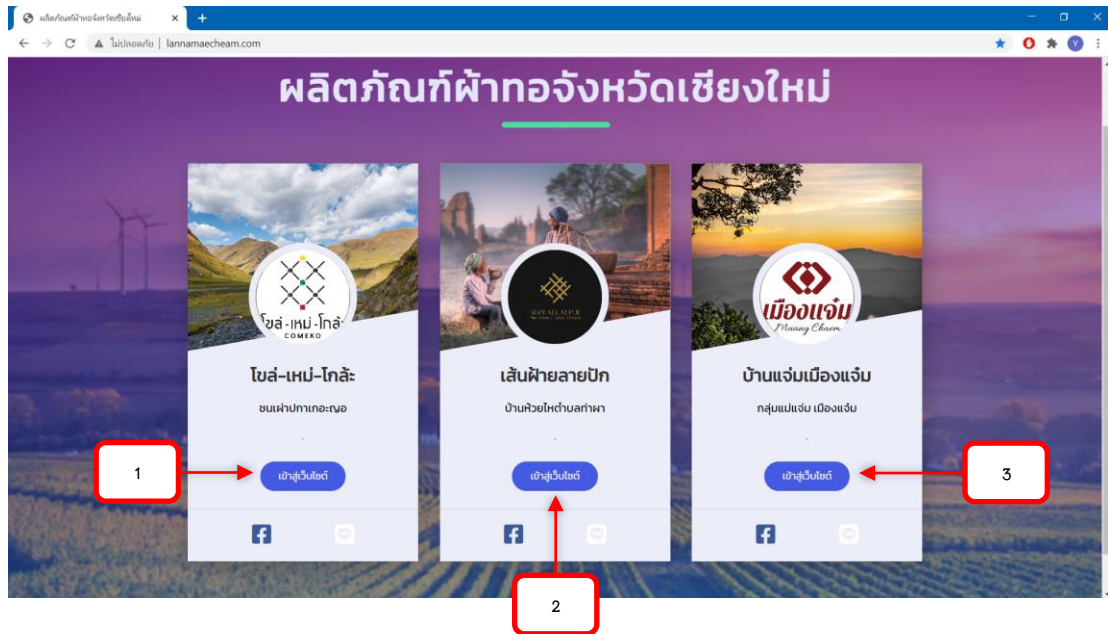 ผลิตภัณฑ์ผ้าทอจังหวัดเชียงใหม่
ไม่ปลอดภัย | lannamaecheam.com
ผลิตภัณฑ์ผ้าทอจังหวัดเชียงใหม่
โขล่-เหม่-โกล้ะ
COMEKO
เมืองแจ๋ม
Muang Chaem
โขล่-เหม่-โกล้ะ
เส้นฝ้ายลายปัก
บ้านแจ่มเมืองแจ๋ม
ชนเผ่าปกาเกอะญอ
บ้านห้วยไหตำบลท่าผา
กลุ่มแม่แจ่ม เมืองแจ๋ม
1
เข้าสู่เว็บไซต์
เข้าสู่เว็บไซต์
เข้าสู่เว็บไซต์
3
2